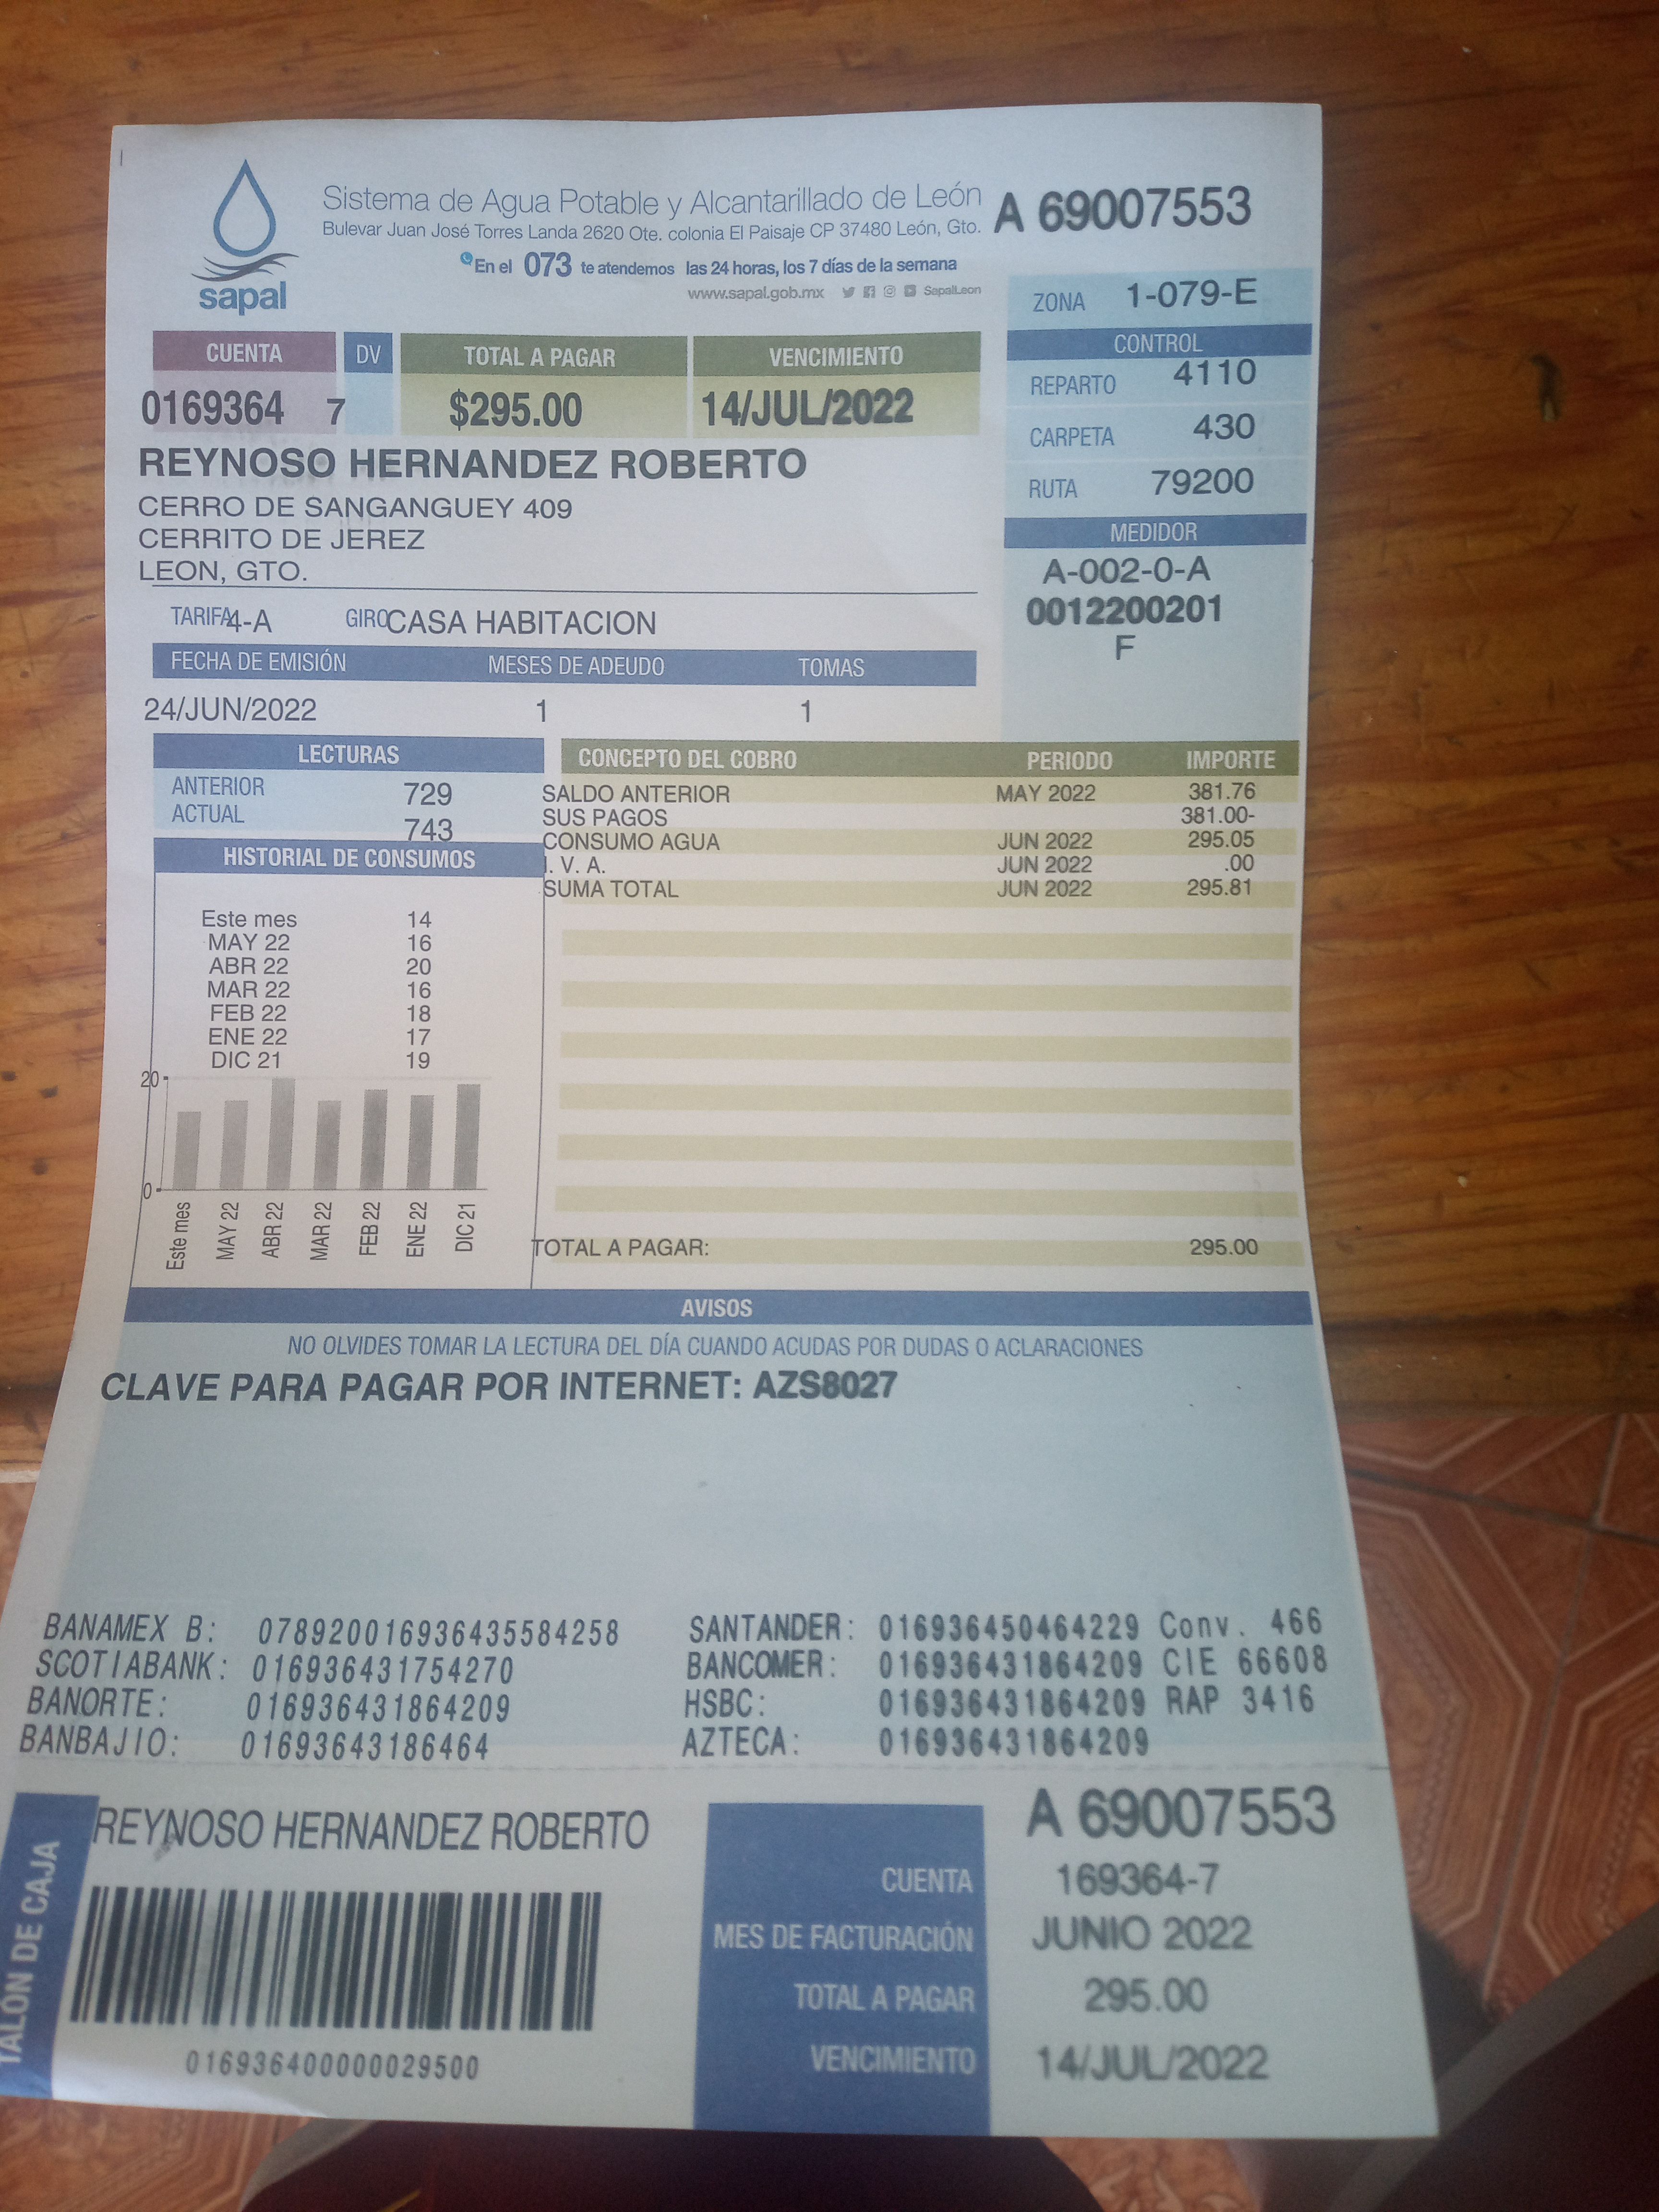 Sistema de Agua Potable y Alcantarillado de León
A 69007553
Bulevar Juan José Torres Landa 2620 Ote. colonia El Paisaje CP 37480 León, Gto.
En el 073 te atendemos las 24 horas, los 7 días de la semana
www.sapal.gob.mx SapalLeon
sapal
ZONA 1-079-E
CONTROL
REPARTO 4110
CARPETA 430
RUTA 79200
MEDIDOR
A-002-0-A
0012200201
F
CUENTA DV TOTAL A PAGAR VENCIMIENTO
0169364 7 $295.00 14/JUL/2022
REYNOSO HERNANDEZ ROBERTO
CERRO DE SANGANGUEY 409
CERRITO DE JEREZ
LEON, GTO.
TARIFA 4-A GIRO CASA HABITACION
FECHA DE EMISIÓN MESES DE ADEUDO TOMAS
24/JUN/2022 1 1
LECTURAS
ANTERIOR 729
ACTUAL 743
HISTORIAL DE CONSUMOS
Este mes 14
MAY 22 16
ABR 22 20
MAR 22 16
FEB 22 18
ENE 22 17
DIC 21 19
20
0
Este mes MAY 22 ABR 22 MAR 22 FEB 22 ENE 22 DIC 21
CONCEPTO DEL COBRO PERIODO IMPORTE
SALDO ANTERIOR MAY 2022 381.76
SUS PAGOS 381.00-
CONSUMO AGUA JUN 2022 295.05
I. V. A. JUN 2022 .00
SUMA TOTAL JUN 2022 295.81
TOTAL A PAGAR: 295.00
AVISOS
NO OLVIDES TOMAR LA LECTURA DEL DÍA CUANDO ACUDAS POR DUDAS O ACLARACIONES
CLAVE PARA PAGAR POR INTERNET: AZS8027
BANAMEX B: 078920016936435584258 SANTANDER: 016936450464229 Conv. 466
SCOTIABANK: 016936431754270 BANCOMER: 016936431864209 CIE 66608
BANORTE: 016936431864209 HSBC: 016936431864209 RAP 3416
BANBAJIO: 01693643186464 AZTECA: 016936431864209
TALON DE CAJA
REYNOSO HERNANDEZ ROBERTO
016936400000029500
A 69007553
CUENTA 169364-7
MES DE FACTURACIÓN JUNIO 2022
TOTAL A PAGAR 295.00
VENCIMIENTO 14/JUL/2022